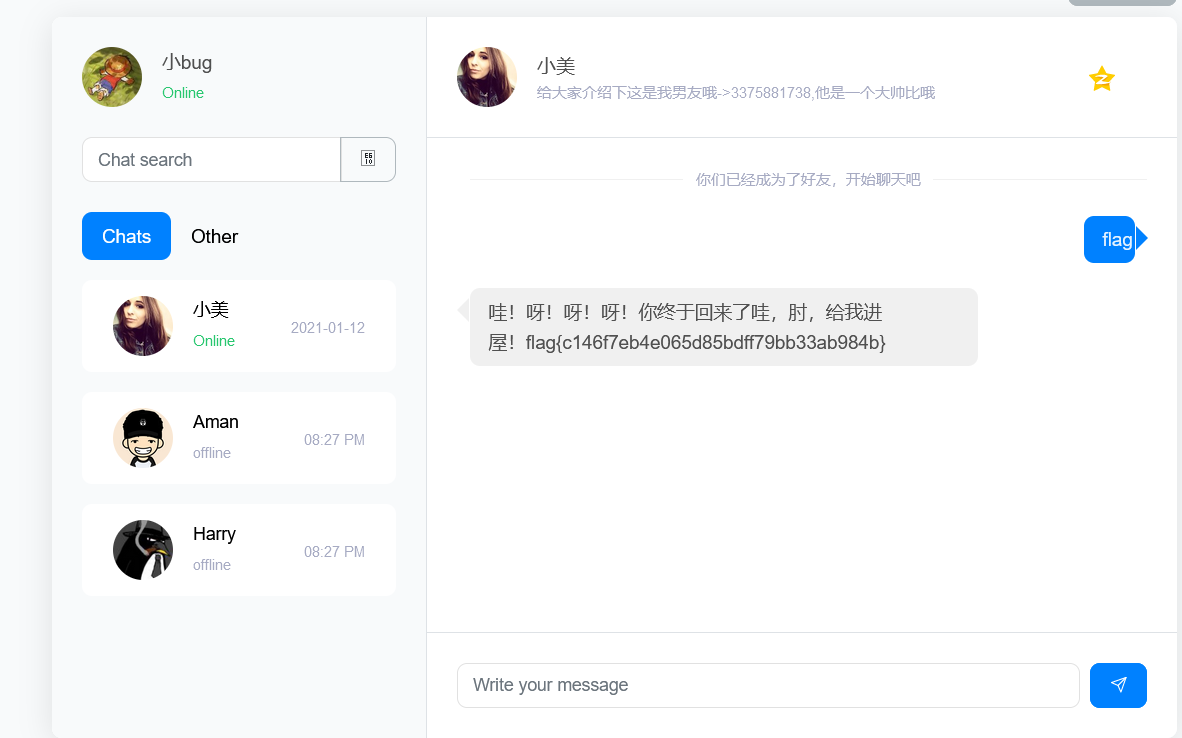 小bug
Online
Chat search
Chats
Other
小美
Online
2021-01-12
Aman
offline
08:27 PM
Harry
offline
08:27 PM
小美
给大家介绍下这是我男友哦->3375881738,他是一个大帅比哦
你们已经成为了好友，开始聊天吧
flag
哇！呀！呀！呀！你终于回来了哇，肘，给我进
屋！flag{c146f7eb4e065d85bdff79bb33ab984b}
Write your message